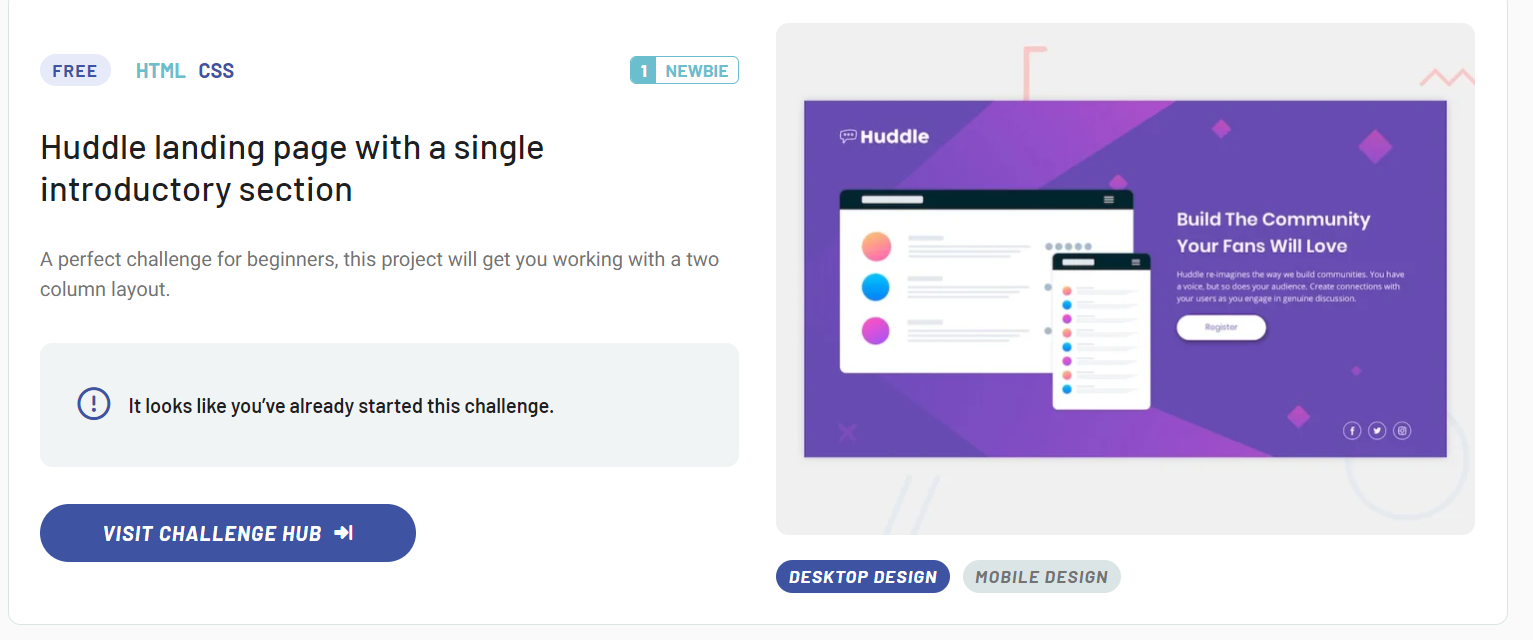 FREE HTML CSS 1 NEWBIE
Huddle landing page with a single
introductory section
A perfect challenge for beginners, this project will get you working with a two
column layout.
It looks like you’ve already started this challenge.
VISIT CHALLENGE HUB
Huddle
Build The Community
Your Fans Will Love
Huddle re-imagines the way we build communities. You have
a voice, but so does your audience. Create connections with
your users as you engage in genuine discussion.
Register
DESKTOP DESIGN MOBILE DESIGN